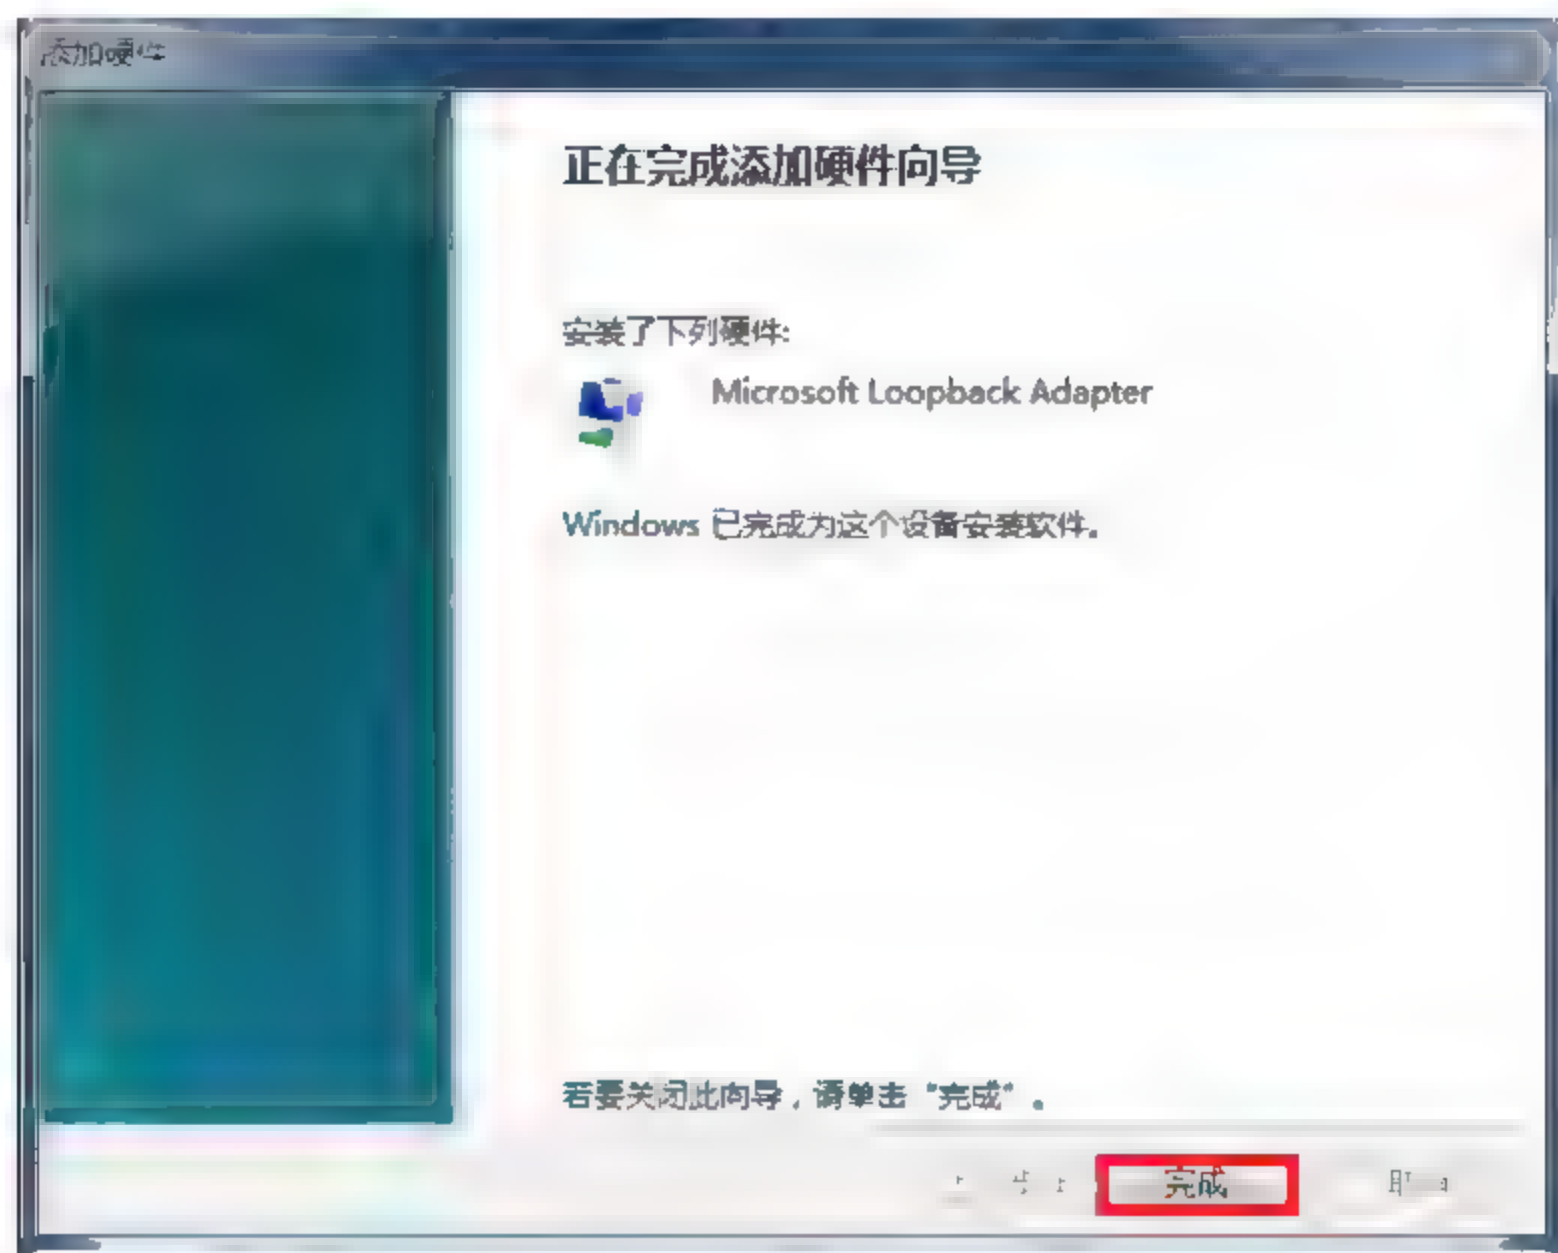 添加硬件
正在完成添加硬件向导
安装了下列硬件:
Microsoft Loopback Adapter
Windows 已完成为这个设备安装软件。
若要关闭此向导，请单击“完成”。
完成